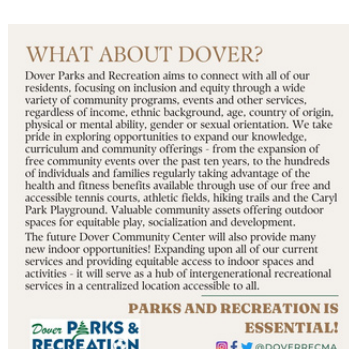 WHAT ABOUT DOVER?
Dover Parks and Recreation aims to connect with all of our
residents, focusing on inclusion and equity through a wide
variety of community programs, events and other services,
regardless of income, ethnic background, age, country of origin,
physical or mental ability, gender or sexual orientation. We take
pride in exploring opportunities to expand our knowledge,
curriculum and community offerings - from the expansion of
free community events over the past ten years, to the hundreds
of individuals and families regularly taking advantage of the
health and fitness benefits available through use of our free and
accessible tennis courts, athletic fields, hiking trails and the Caryl
Park Playground. Valuable community assets offering outdoor
spaces for equitable play, socialization and development.
The future Dover Community Center will also provide many
new indoor opportunities! Expanding upon all of our current
services and providing equitable access to indoor spaces and
activities - it will serve as a hub of intergenerational recreational
services in a centralized location accessible to all.
PARKS AND RECREATION IS
ESSENTIAL!
Dover PARKS &
RECREATION
@DOVERRECMA